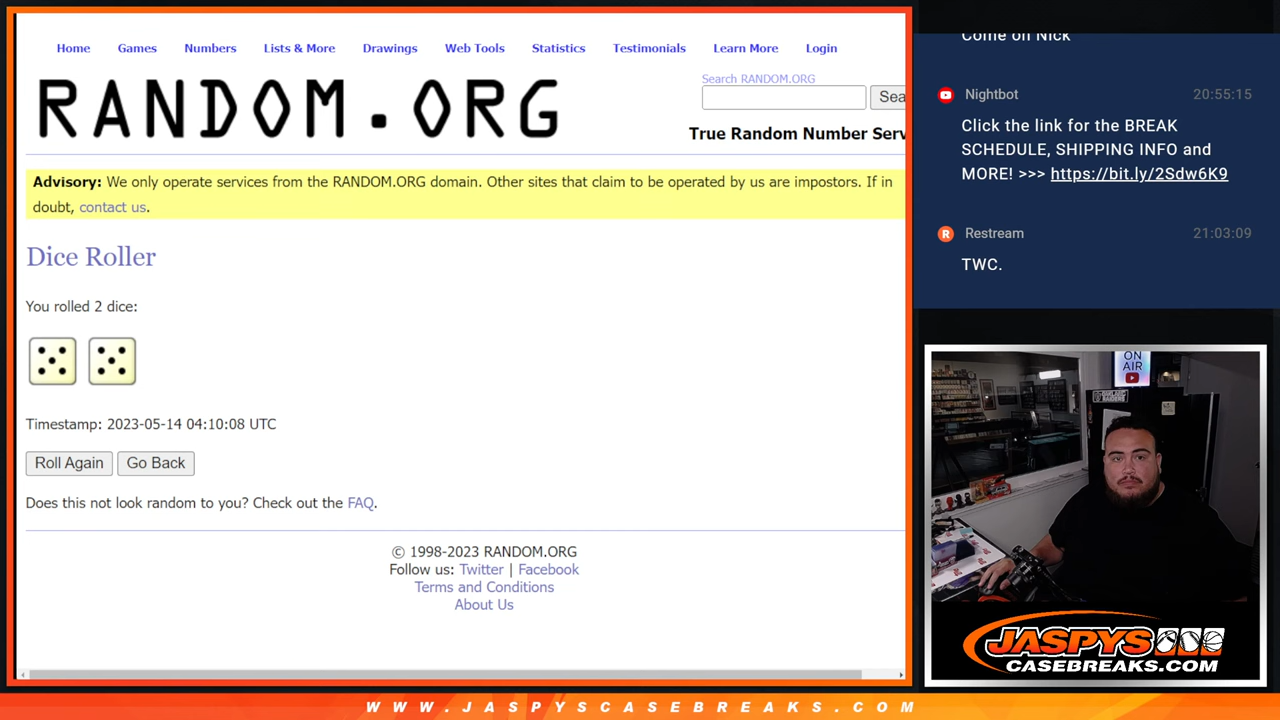 Home Games Numbers Lists & More Drawings Web Tools Statistics Testimonials Learn More Login
RANDOM.ORG
Search RANDOM.ORG
Sea
True Random Number Serv
Advisory: We only operate services from the RANDOM.ORG domain. Other sites that claim to be operated by us are impostors. If in
doubt, contact us.
Dice Roller
You rolled 2 dice:
Timestamp: 2023-05-14 04:10:08 UTC
Roll Again Go Back
Does this not look random to you? Check out the FAQ.
© 1998-2023 RANDOM.ORG
Follow us: Twitter | Facebook
Terms and Conditions
About Us
Come on Nick
Nightbot 20:55:15
Click the link for the BREAK
SCHEDULE, SHIPPING INFO and
MORE! >>> https://bit.ly/2Sdw6K9
Restream 21:03:09
TWC.
ON
AIR
JASPYS
CASEBREAKS.COM
WWW.JASPYSCASEBREAKS.COM